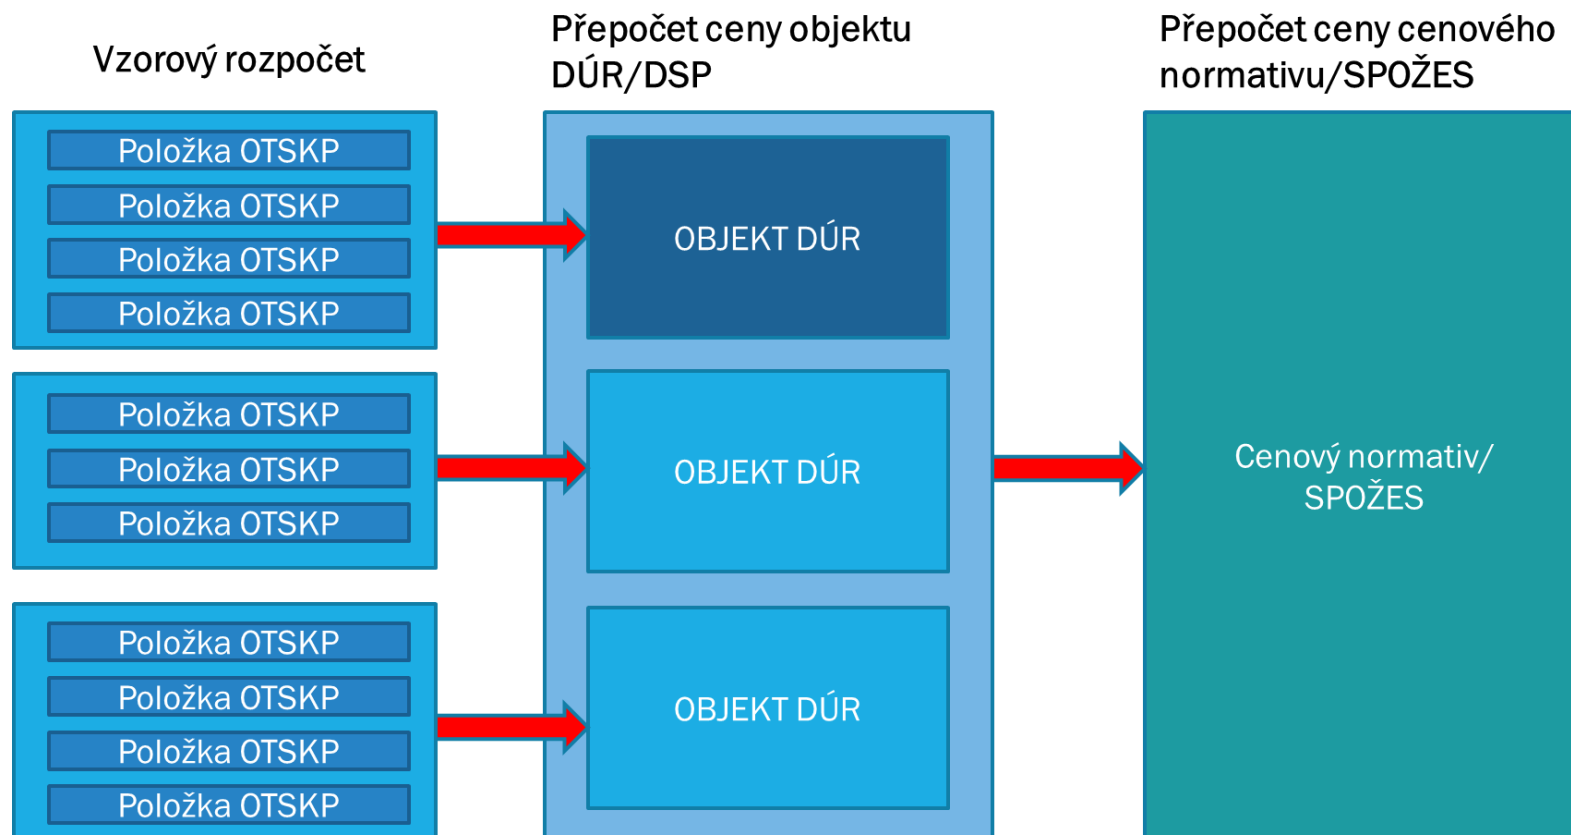 Vzorový rozpočet
Přepočet ceny objektu
DÚR/DSP
Přepočet ceny cenového
normativu/SPOŽES
Položka OTSKP
Položka OTSKP
Položka OTSKP
Položka OTSKP
OBJEKT DÚR
Položka OTSKP
Položka OTSKP
Položka OTSKP
OBJEKT DÚR
Cenový normativ/
SPOŽES
Položka OTSKP
Položka OTSKP
Položka OTSKP
Položka OTSKP
OBJEKT DÚR